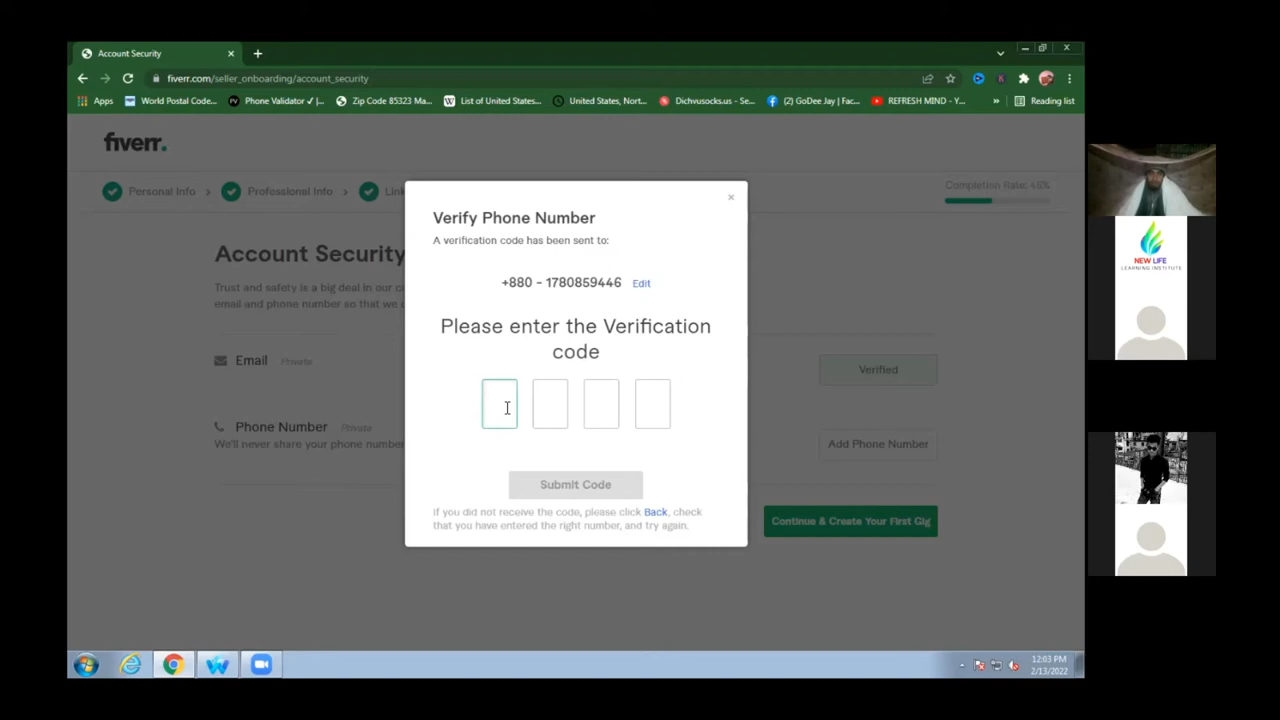 Account Security
fiverr.com/seller_onboarding/account_security
Apps World Postal Code... Phone Validator ✓ |... Zip Code 85323 Ma... List of United States... United States, Nort... Dichvusocks.us - Se... (2) GoDee Jay | Fac... REFRESH MIND - Y... » Reading list
fiverr.
Personal Info > Professional Info > Link
Completion Rate: 45%
Account Security
Trust and safety is a big deal in our co
email and phone number so that we c
Email Private
Verified
Phone Number Private
We'll never share your phone number
Add Phone Number
Continue & Create Your First Gig
Verify Phone Number
A verification code has been sent to:
+880 - 1780859446 Edit
Please enter the Verification
code
Submit Code
If you did not receive the code, please click Back, check
that you have entered the right number, and try again.
NEW LIFE
LEARNING INSTITUTE
12:03 PM
2/13/2022